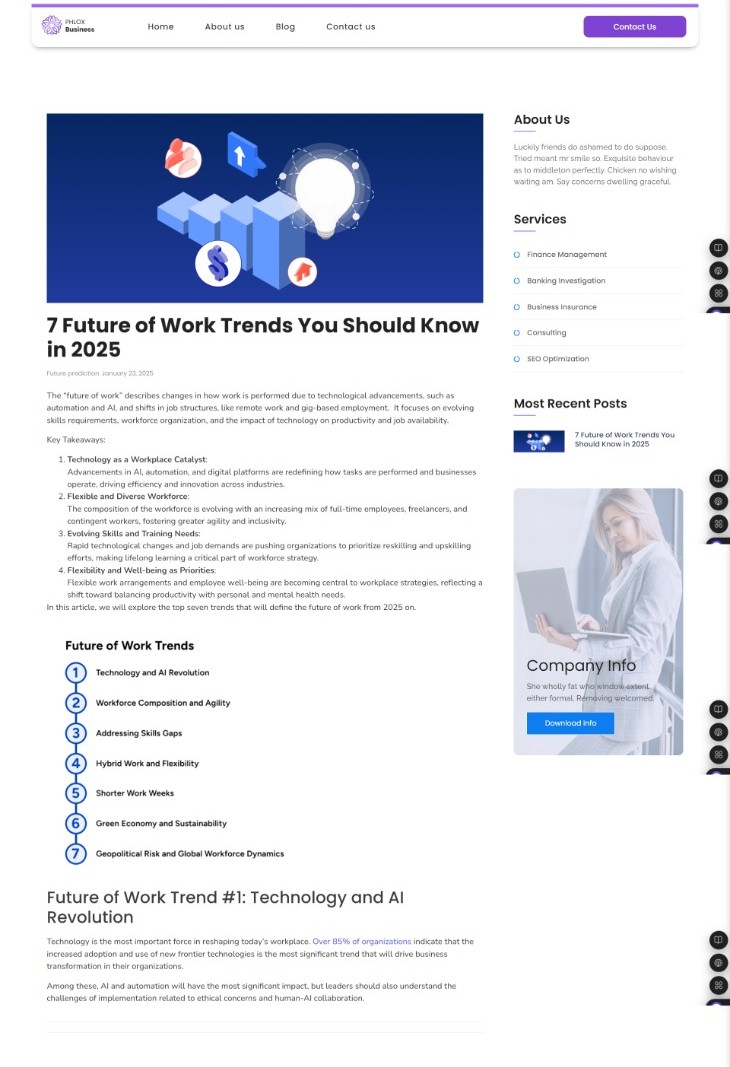 PHLOX
Business
Home
About us
Blog
Contact us
Contact Us
7 Future of Work Trends You Should Know
in 2025
Future prediction January 23, 2025
The “future of work” describes changes in how work is performed due to technological advancements, such as
automation and AI, and shifts in job structures, like remote work and gig-based employment. It focuses on evolving
skills requirements, workforce organization, and the impact of technology on productivity and job availability.
Key Takeaways:
1. Technology as a Workplace Catalyst:
Advancements in AI, automation, and digital platforms are redefining how tasks are performed and businesses
operate, driving efficiency and innovation across industries.
2. Flexible and Diverse Workforce:
The composition of the workforce is evolving with an increasing mix of full-time employees, freelancers, and
contingent workers, fostering greater agility and inclusivity.
3. Evolving Skills and Training Needs:
Rapid technological changes and job demands are pushing organizations to prioritize reskilling and upskilling
efforts, making lifelong learning a critical part of workforce strategy.
4. Flexibility and Well-being as Priorities:
Flexible work arrangements and employee well-being are becoming central to workplace strategies, reflecting a
shift toward balancing productivity with personal and mental health needs.
In this article, we will explore the top seven trends that will define the future of work from 2025 on.
Future of Work Trends
1 Technology and AI Revolution
2 Workforce Composition and Agility
3 Addressing Skills Gaps
4 Hybrid Work and Flexibility
5 Shorter Work Weeks
6 Green Economy and Sustainability
7 Geopolitical Risk and Global Workforce Dynamics
Future of Work Trend #1: Technology and AI
Revolution
Technology is the most important force in reshaping today’s workplace. Over 85% of organizations indicate that the
increased adoption and use of new frontier technologies is the most significant trend that will drive business
transformation in their organizations.
Among these, AI and automation will have the most significant impact, but leaders should also understand the
challenges of implementation related to ethical concerns and human-AI collaboration.
About Us
Luckily friends do ashamed to do suppose.
Tried meant mr smile so. Exquisite behaviour
as to middleton perfectly. Chicken no wishing
waiting am. Say concerns dwelling graceful.
Services
Finance Management
Banking Investigation
Business Insurance
Consulting
SEO Optimization
Most Recent Posts
7 Future of Work Trends You
Should Know in 2025
Company Info
She wholly fat who window extent
either formal. Removing welcomed.
Download Info